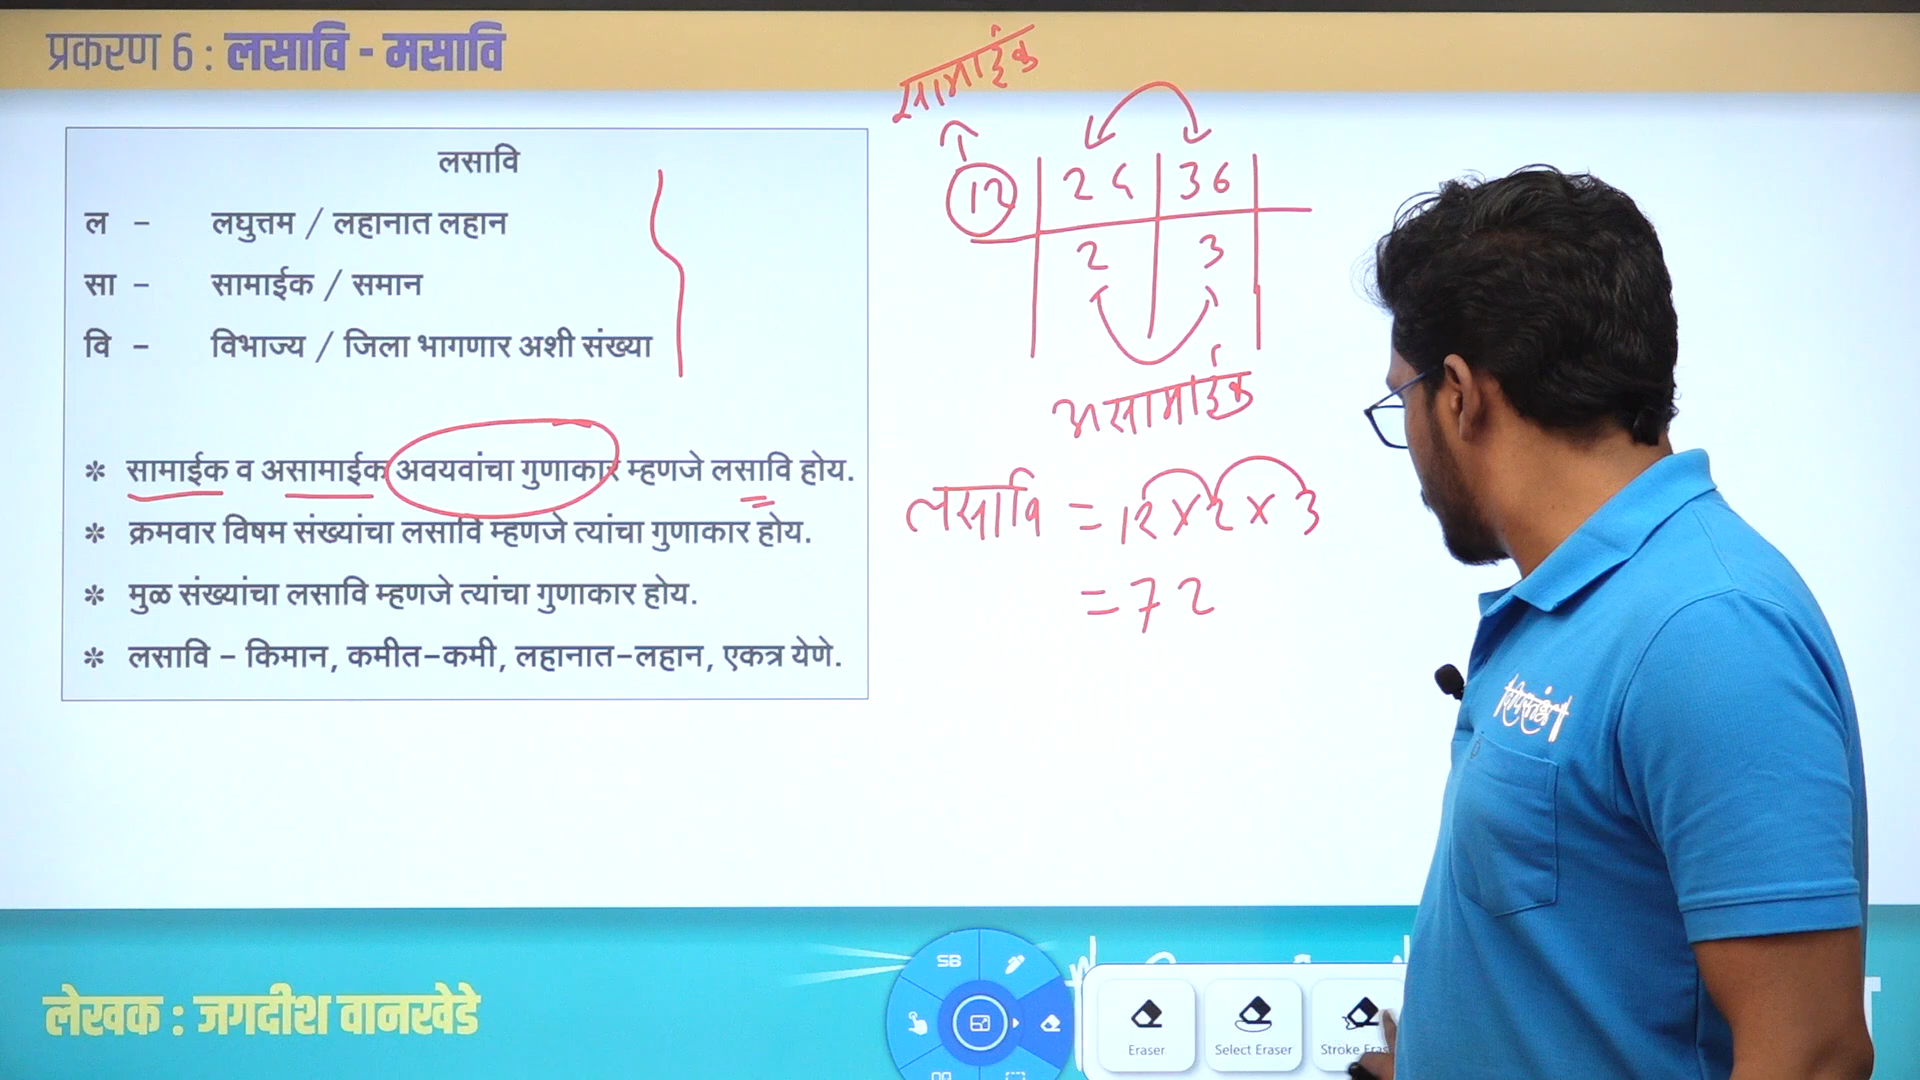 प्रकरण 6 : लसावि - मसावि
लसावि
ल - लघुत्तम / लहानात लहान
सा - सामाईक / समान
वि - विभाज्य / जिला भागणार अशी संख्या
* सामाईक व असामाईक अवयवांचा गुणाकार म्हणजे लसावि होय.
* क्रमवार विषम संख्यांचा लसावि म्हणजे त्यांचा गुणाकार होय.
* मुळ संख्यांचा लसावि म्हणजे त्यांचा गुणाकार होय.
* लसावि - किमान, कमीत-कमी, लहानात-लहान, एकत्र येणे.
सामाईक
12 24 36
2 3
असामाईक
लसावि = 12 x 2 x 3
= 72
लेखक : जगदीश वानखेडे
SB
Eraser
Select Eraser
Stroke